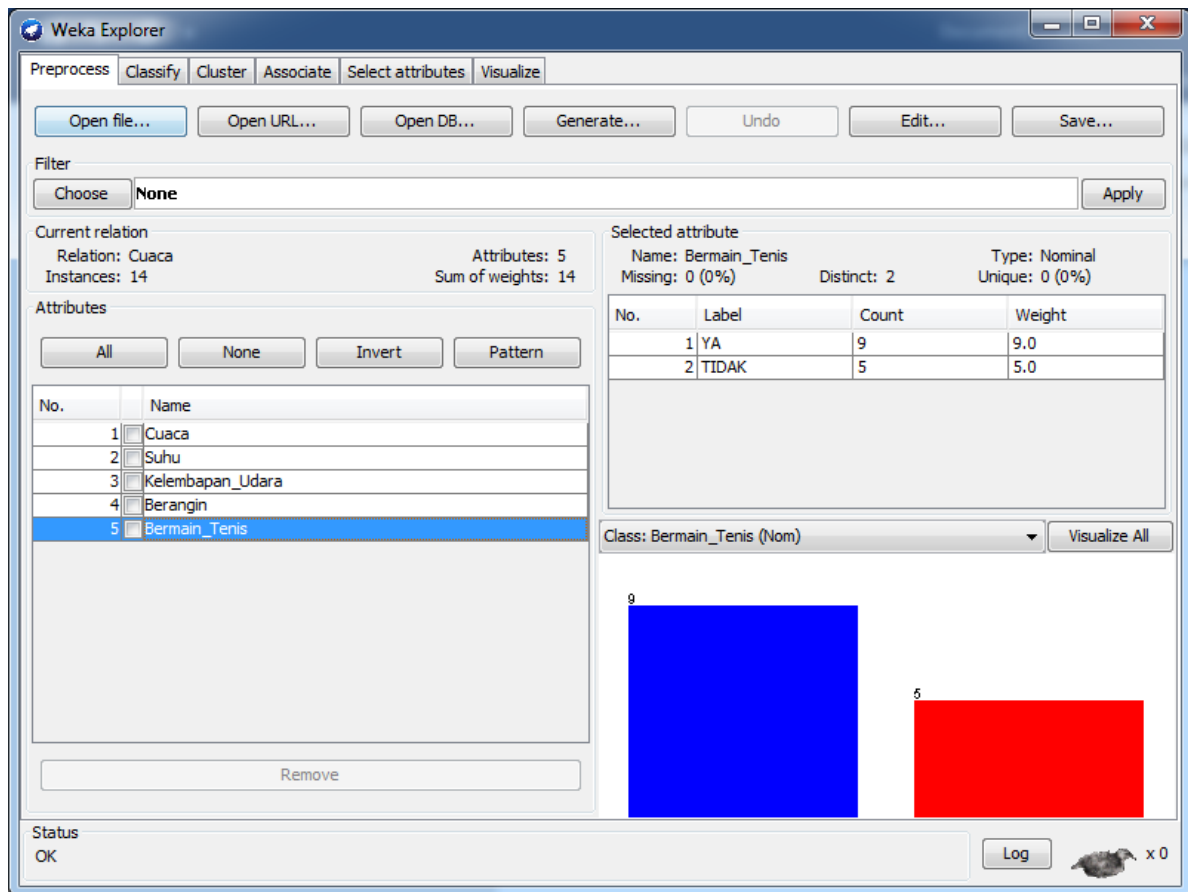 Weka Explorer
Preprocess Classify Cluster Associate Select attributes Visualize
Open file... Open URL... Open DB... Generate... Undo Edit... Save...
Filter
Choose None Apply
Current relation
Relation: Cuaca Attributes: 5
Instances: 14 Sum of weights: 14
Attributes
All None Invert Pattern
No. Name
1 Cuaca
2 Suhu
3 Kelembapan_Udara
4 Berangin
5 Bermain_Tenis
Remove
Selected attribute
Name: Bermain_Tenis Type: Nominal
Missing: 0 (0%) Distinct: 2 Unique: 0 (0%)
No. Label Count Weight
1 YA 9 9.0
2 TIDAK 5 5.0
Class: Bermain_Tenis (Nom) Visualize All
9
5
Status
OK
Log x 0